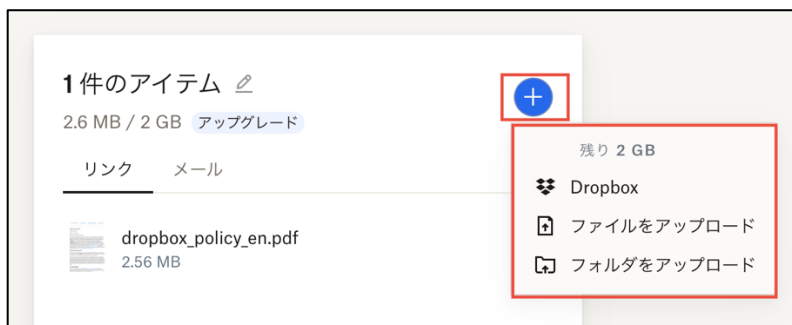 1件のアイテム
2.6 MB / 2 GB アップグレード
リンク メール
dropbox_policy_en.pdf
2.56 MB
残り 2 GB
Dropbox
ファイルをアップロード
フォルダをアップロード